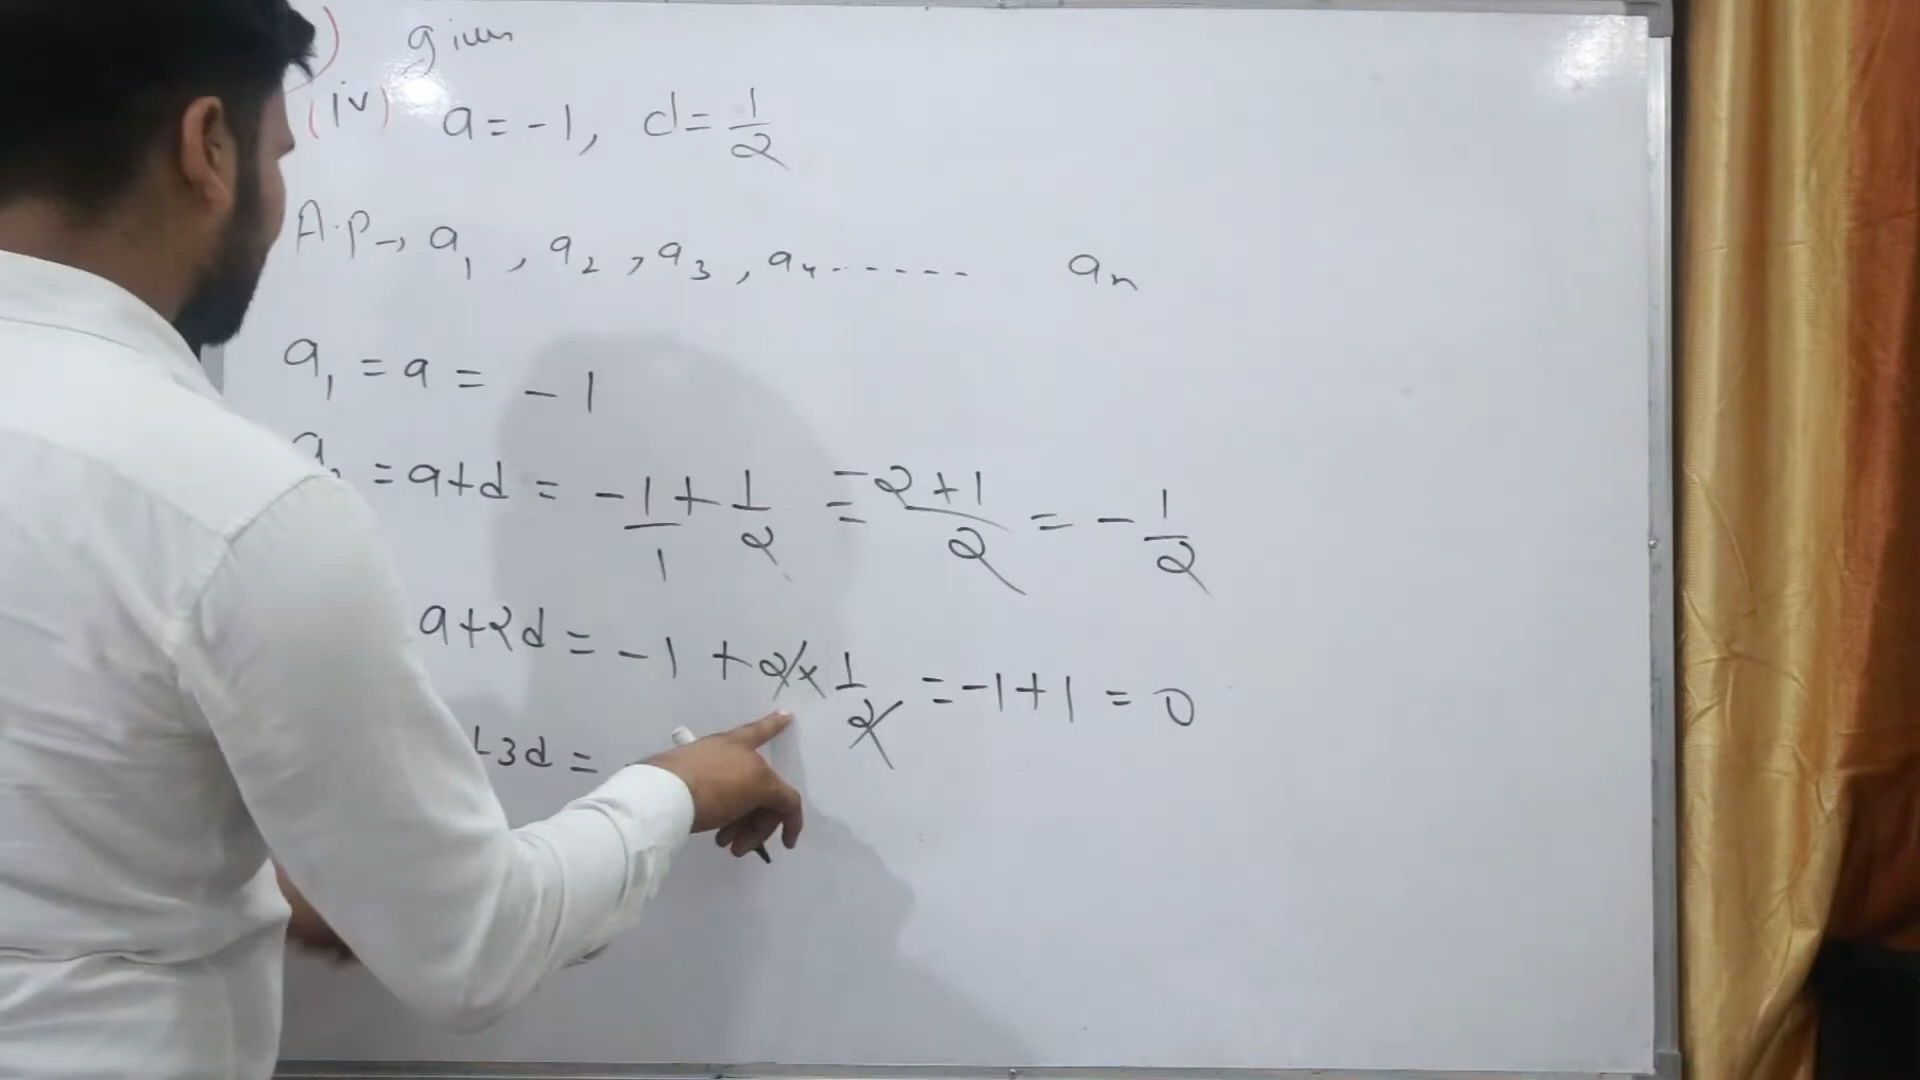 given
(iv) a = -1, d = 1/2
A.P → a₁, a₂, a₃, a₄ ------ aₙ
a₁ = a = -1
= a+d = -1/1 + 1/2 = -2+1/2 = -1/2
a+2d = -1 + 2 × 1/2 = -1+1 = 0
+3d =